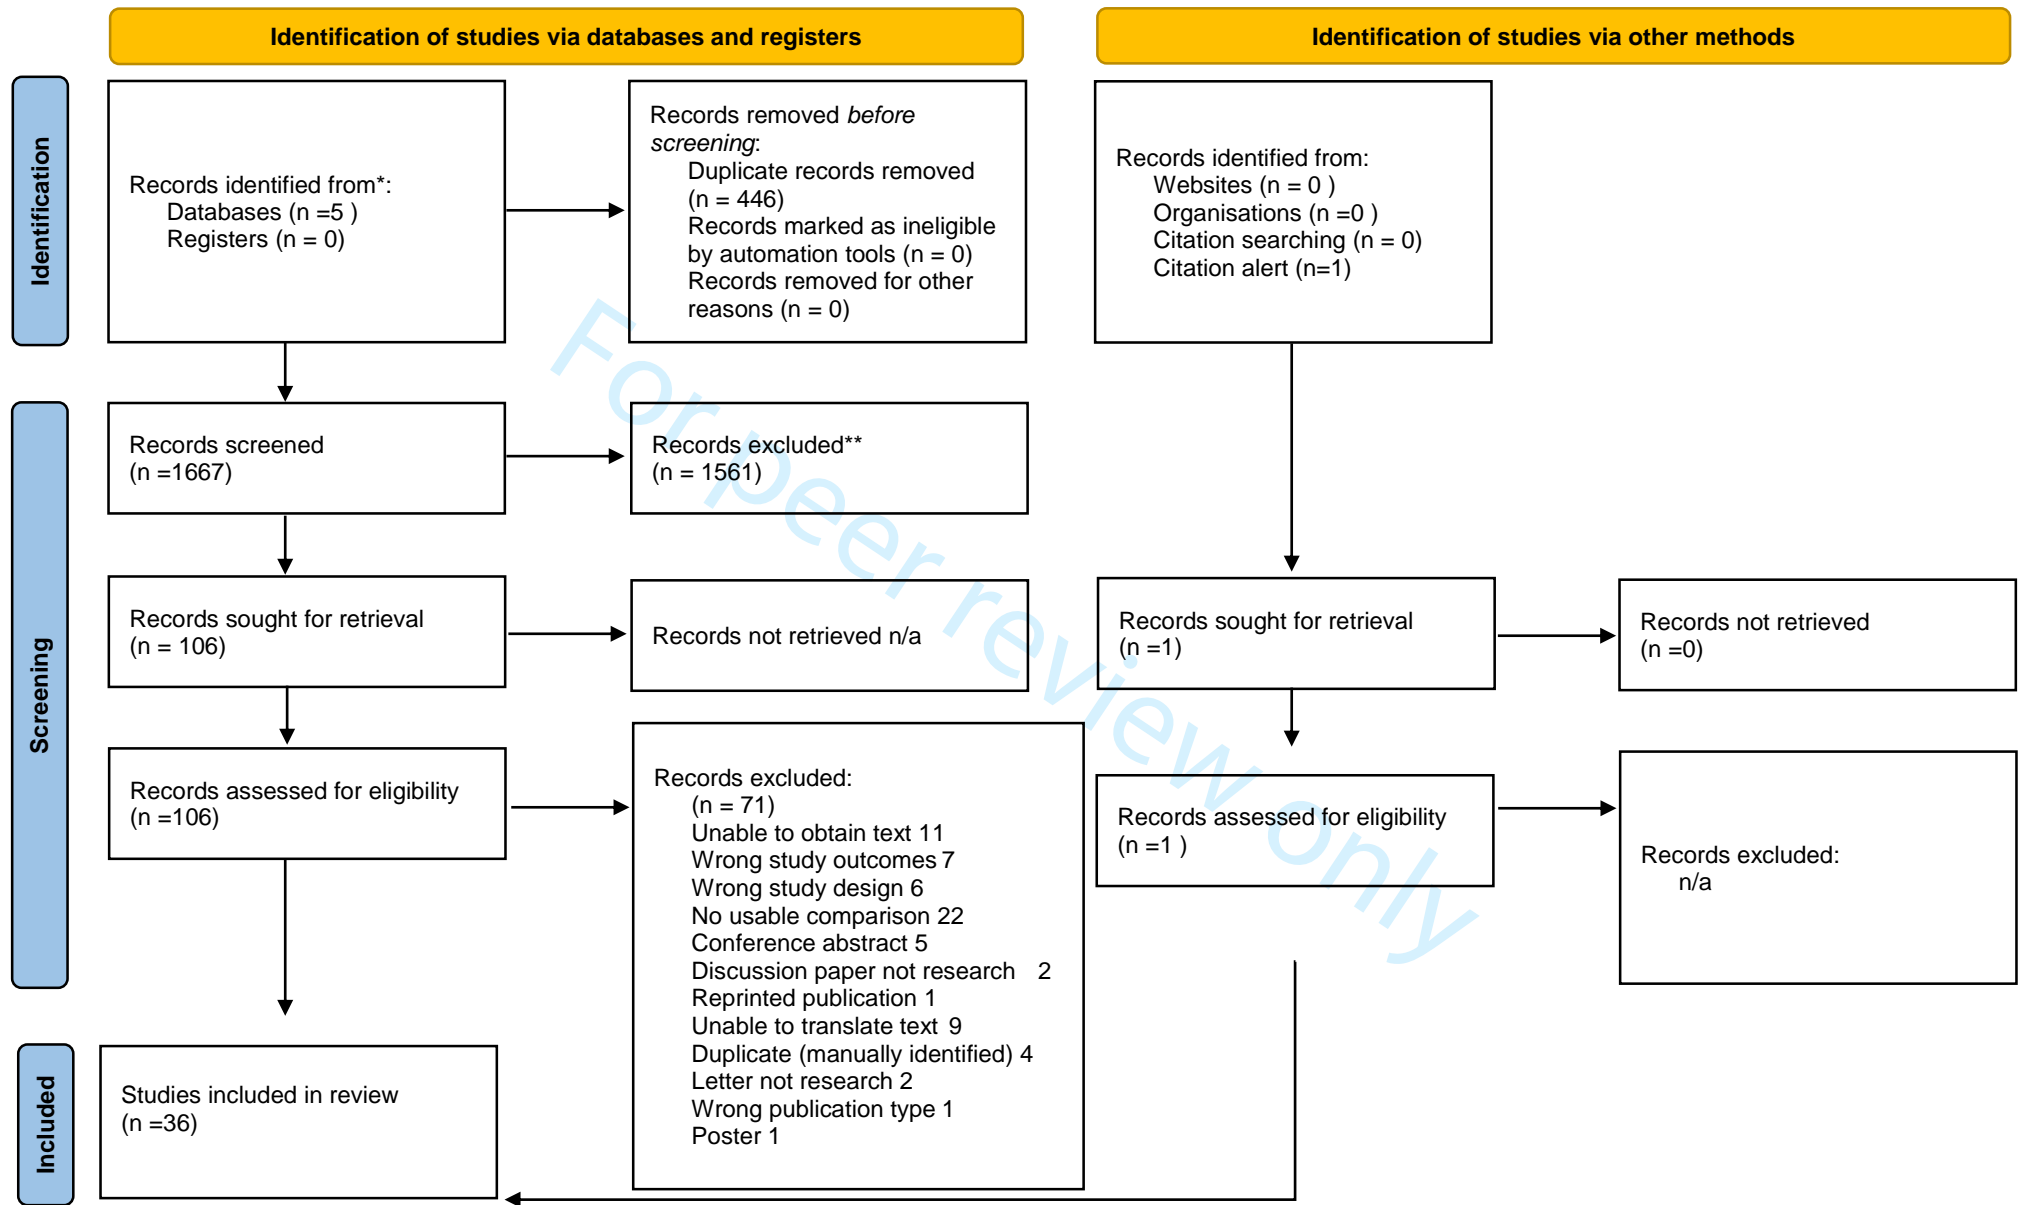 Identification of studies via databases and registers
Identification of studies via other methods
Identification
Records identified from*:
Databases (n =5 )
Registers (n = 0)
Records removed before
screening:
Duplicate records removed
(n = 446)
Records marked as ineligible
by automation tools (n = 0)
Records removed for other
reasons (n = 0)
Records identified from:
Websites (n = 0 )
Organisations (n =0 )
Citation searching (n = 0)
Citation alert (n=1)
Screening
Records screened
(n =1667)
Records excluded**
(n = 1561)
Records sought for retrieval
(n = 106)
Records not retrieved n/a
Records sought for retrieval
(n =1)
Records not retrieved
(n =0)
Records assessed for eligibility
(n =106)
Records excluded:
(n = 71)
Unable to obtain text 11
Wrong study outcomes 7
Wrong study design 6
No usable comparison 22
Conference abstract 5
Discussion paper not research 2
Reprinted publication 1
Unable to translate text 9
Duplicate (manually identified) 4
Letter not research 2
Wrong publication type 1
Poster 1
Records assessed for eligibility
(n =1 )
Records excluded:
n/a
Included
Studies included in review
(n =36)
For peer review only